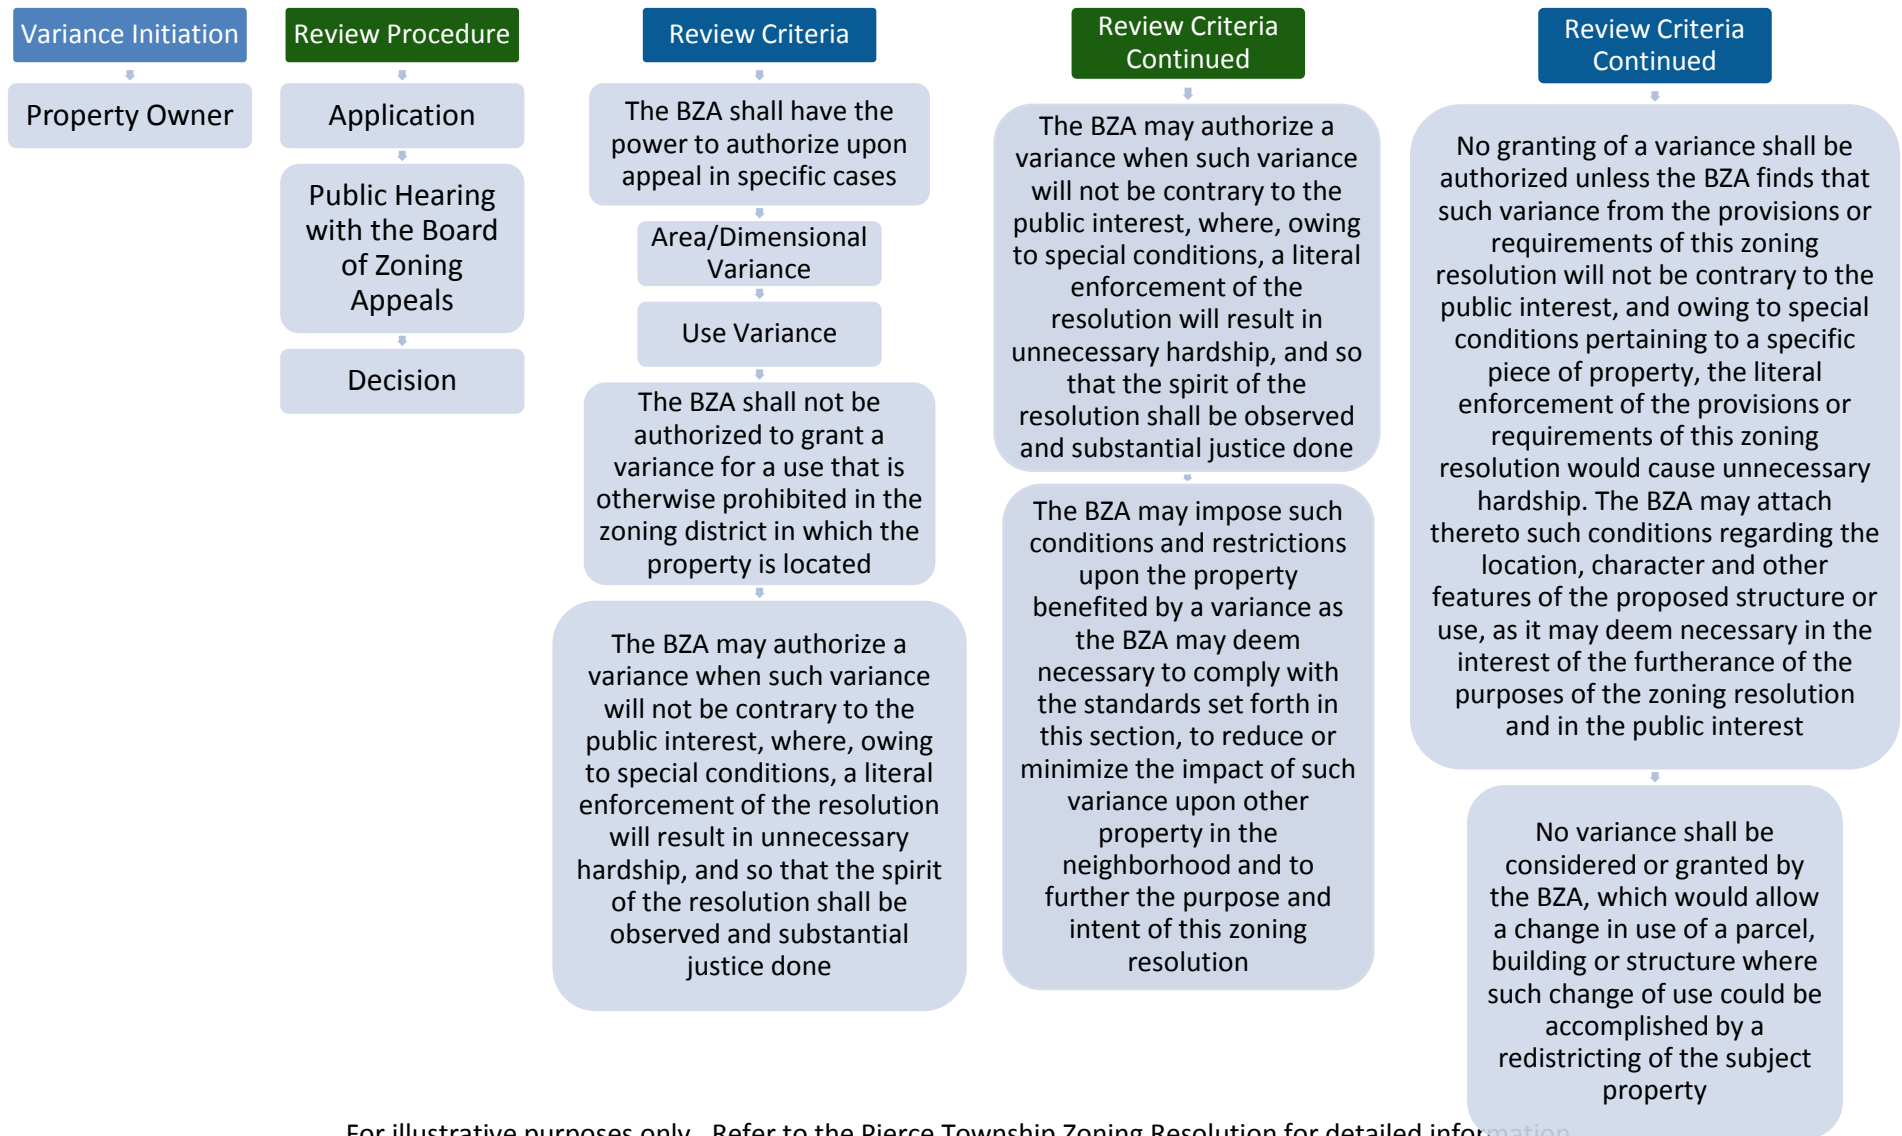 Variance Initiation
Property Owner
Review Procedure
Application
Public Hearing
with the Board
of Zoning
Appeals
Decision
Review Criteria
The BZA shall have the
power to authorize upon
appeal in specific cases
Area/Dimensional
Variance
Use Variance
The BZA shall not be
authorized to grant a
variance for a use that is
otherwise prohibited in the
zoning district in which the
property is located
The BZA may authorize a
variance when such variance
will not be contrary to the
public interest, where, owing
to special conditions, a literal
enforcement of the resolution
will result in unnecessary
hardship, and so that the spirit
of the resolution shall be
observed and substantial
justice done
Review Criteria
Continued
The BZA may authorize a
variance when such variance
will not be contrary to the
public interest, where, owing
to special conditions, a literal
enforcement of the
resolution will result in
unnecessary hardship, and so
that the spirit of the
resolution shall be observed
and substantial justice done
The BZA may impose such
conditions and restrictions
upon the property
benefited by a variance as
the BZA may deem
necessary to comply with
the standards set forth in
this section, to reduce or
minimize the impact of such
variance upon other
property in the
neighborhood and to
further the purpose and
intent of this zoning
resolution
Review Criteria
Continued
No granting of a variance shall be
authorized unless the BZA finds that
such variance from the provisions or
requirements of this zoning
resolution will not be contrary to the
public interest, and owing to special
conditions pertaining to a specific
piece of property, the literal
enforcement of the provisions or
requirements of this zoning
resolution would cause unnecessary
hardship. The BZA may attach
thereto such conditions regarding the
location, character and other
features of the proposed structure or
use, as it may deem necessary in the
interest of the furtherance of the
purposes of the zoning resolution
and in the public interest
No variance shall be
considered or granted by
the BZA, which would allow
a change in use of a parcel,
building or structure where
such change of use could be
accomplished by a
redistricting of the subject
property
For illustrative purposes only. Refer to the Pierce Township Zoning Resolution for detailed information